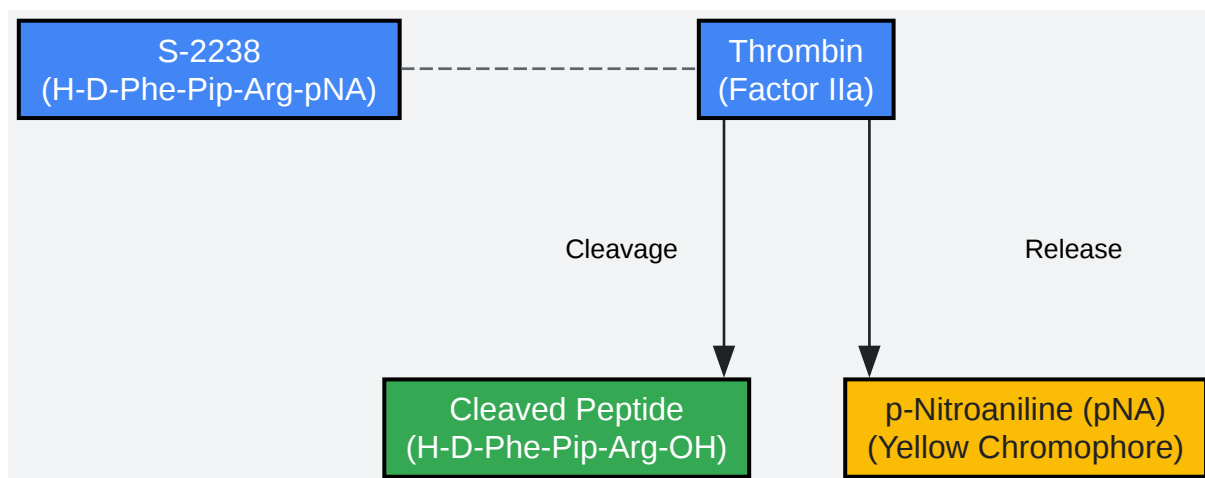 S-2238
(H-D-Phe-Pip-Arg-pNA)
Thrombin
(Factor IIa)
Cleavage
Release
Cleaved Peptide
(H-D-Phe-Pip-Arg-OH)
p-Nitroaniline (pNA)
(Yellow Chromophore)